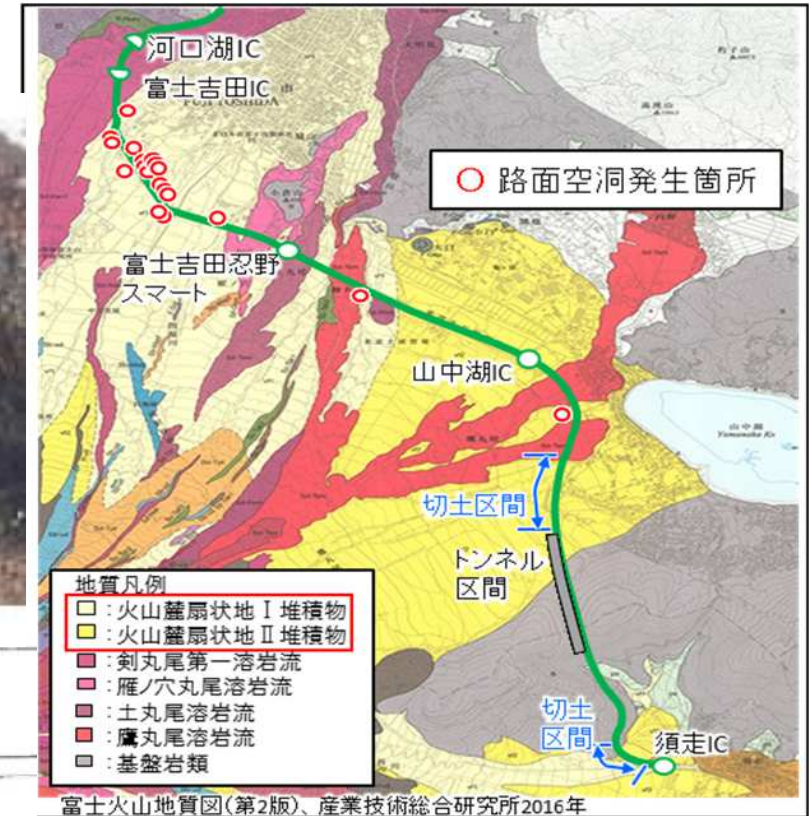 河口湖IC
富士吉田IC
FUJI YOSHIDA
○ 路面空洞発生箇所
富士吉田忍野
スマート
山中湖IC
山中湖
Yamanaka Ko
切土区間
トンネル
区間
切土
区間
須走IC
地質凡例
:火山麓扇状地Ⅰ堆積物
:火山麓扇状地Ⅱ堆積物
:剣丸尾第一溶岩流
:雁ノ穴丸尾溶岩流
:土丸尾溶岩流
:鷹丸尾溶岩流
:基盤岩類
富士火山地質図(第2版)、産業技術総合研究所2016年